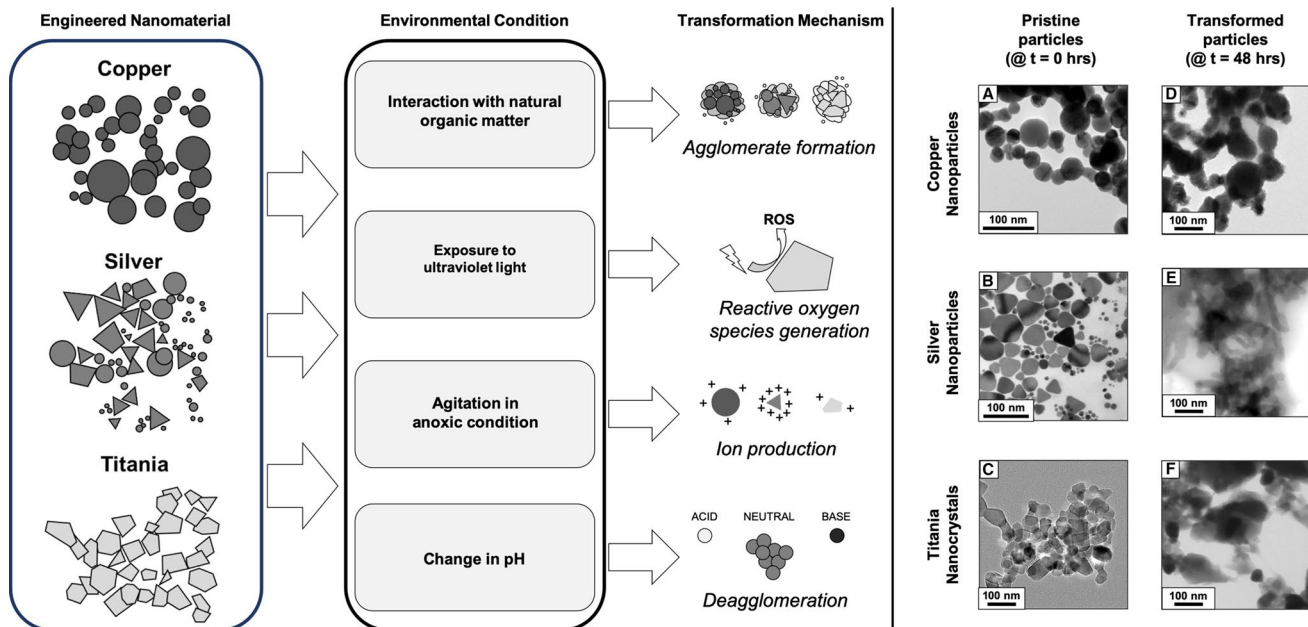 Engineered Nanomaterial
Environmental Condition
Transformation Mechanism
Copper
Silver
Titania
Interaction with natural
organic matter
Exposure to
ultraviolet light
Agitation in
anoxic condition
Change in pH
Agglomerate formation
ROS
Reactive oxygen
species generation
+ + + + + + + + + + + + + +
Ion production
ACID NEUTRAL BASE
Deagglomeration
Pristine
particles
(@ t = 0 hrs)
Transformed
particles
(@ t = 48 hrs)
Copper
Nanoparticles
A
100 nm
D
100 nm
Silver
Nanoparticles
B
100 nm
E
100 nm
Titania
Nanocrystals
C
100 nm
F
100 nm